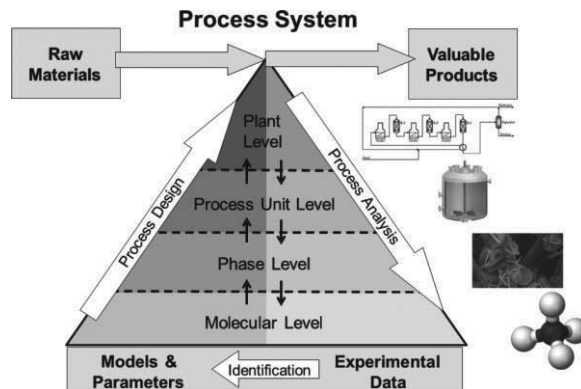 Process System
Raw
Materials
Valuable
Products
Plant
Level
Process Unit Level
Phase Level
Molecular Level
Process Design
Process Analysis
Models &
Parameters
Identification
Experimental
Data